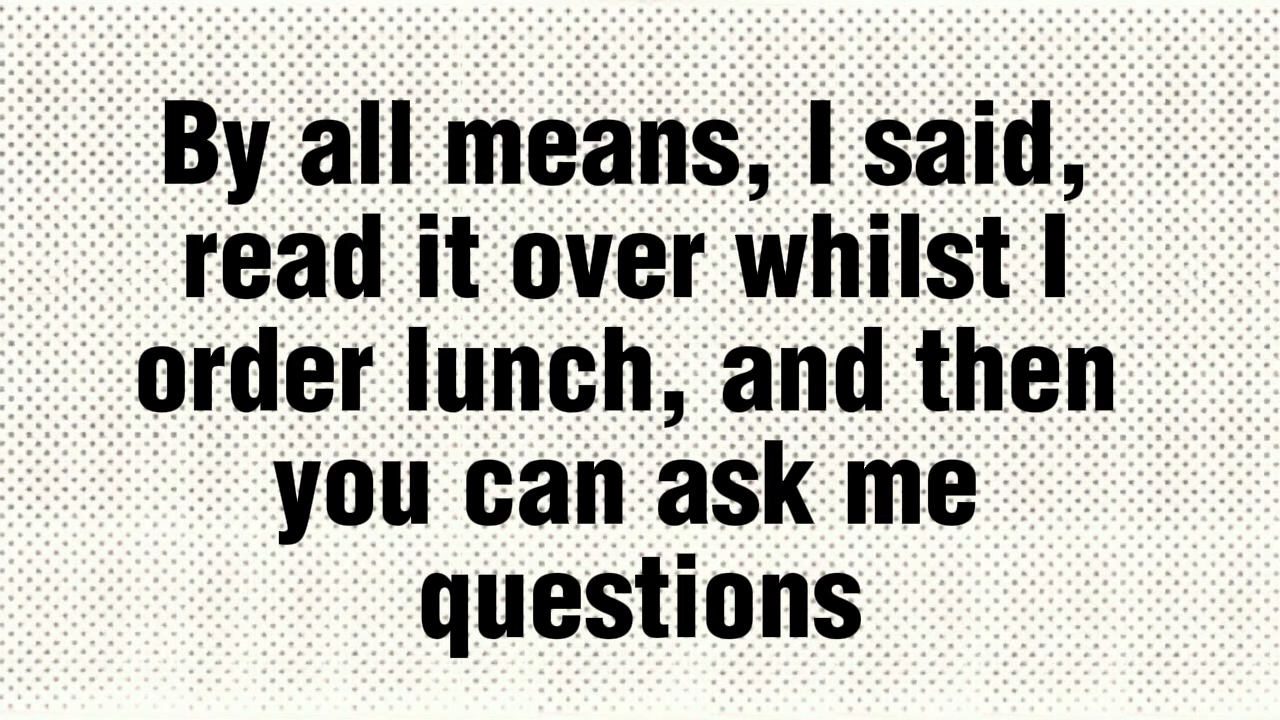 By all means, I said,
read it over whilst I
order lunch, and then
you can ask me
questions